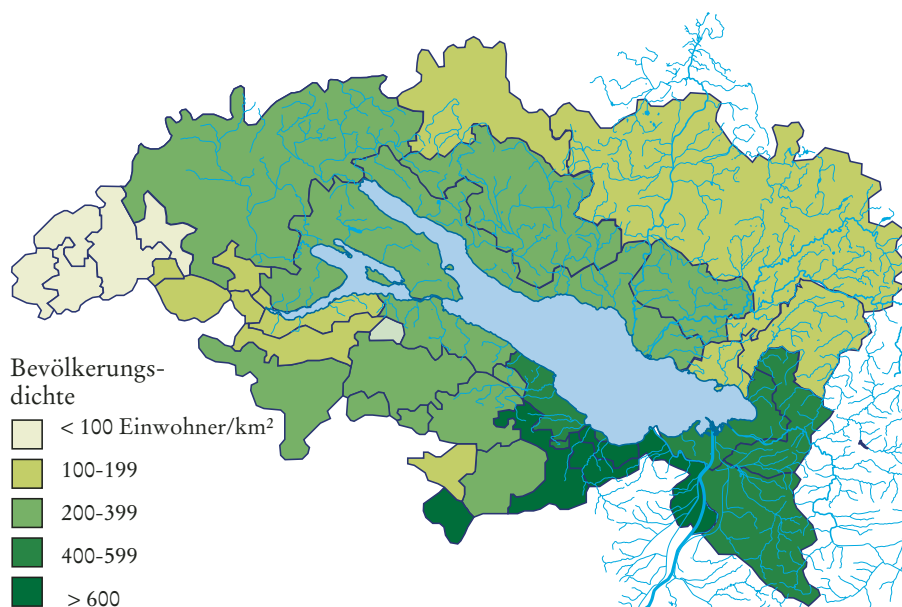 Bevölkerungs-
dichte
< 100 Einwohner/km²
100-199
200-399
400-599
> 600